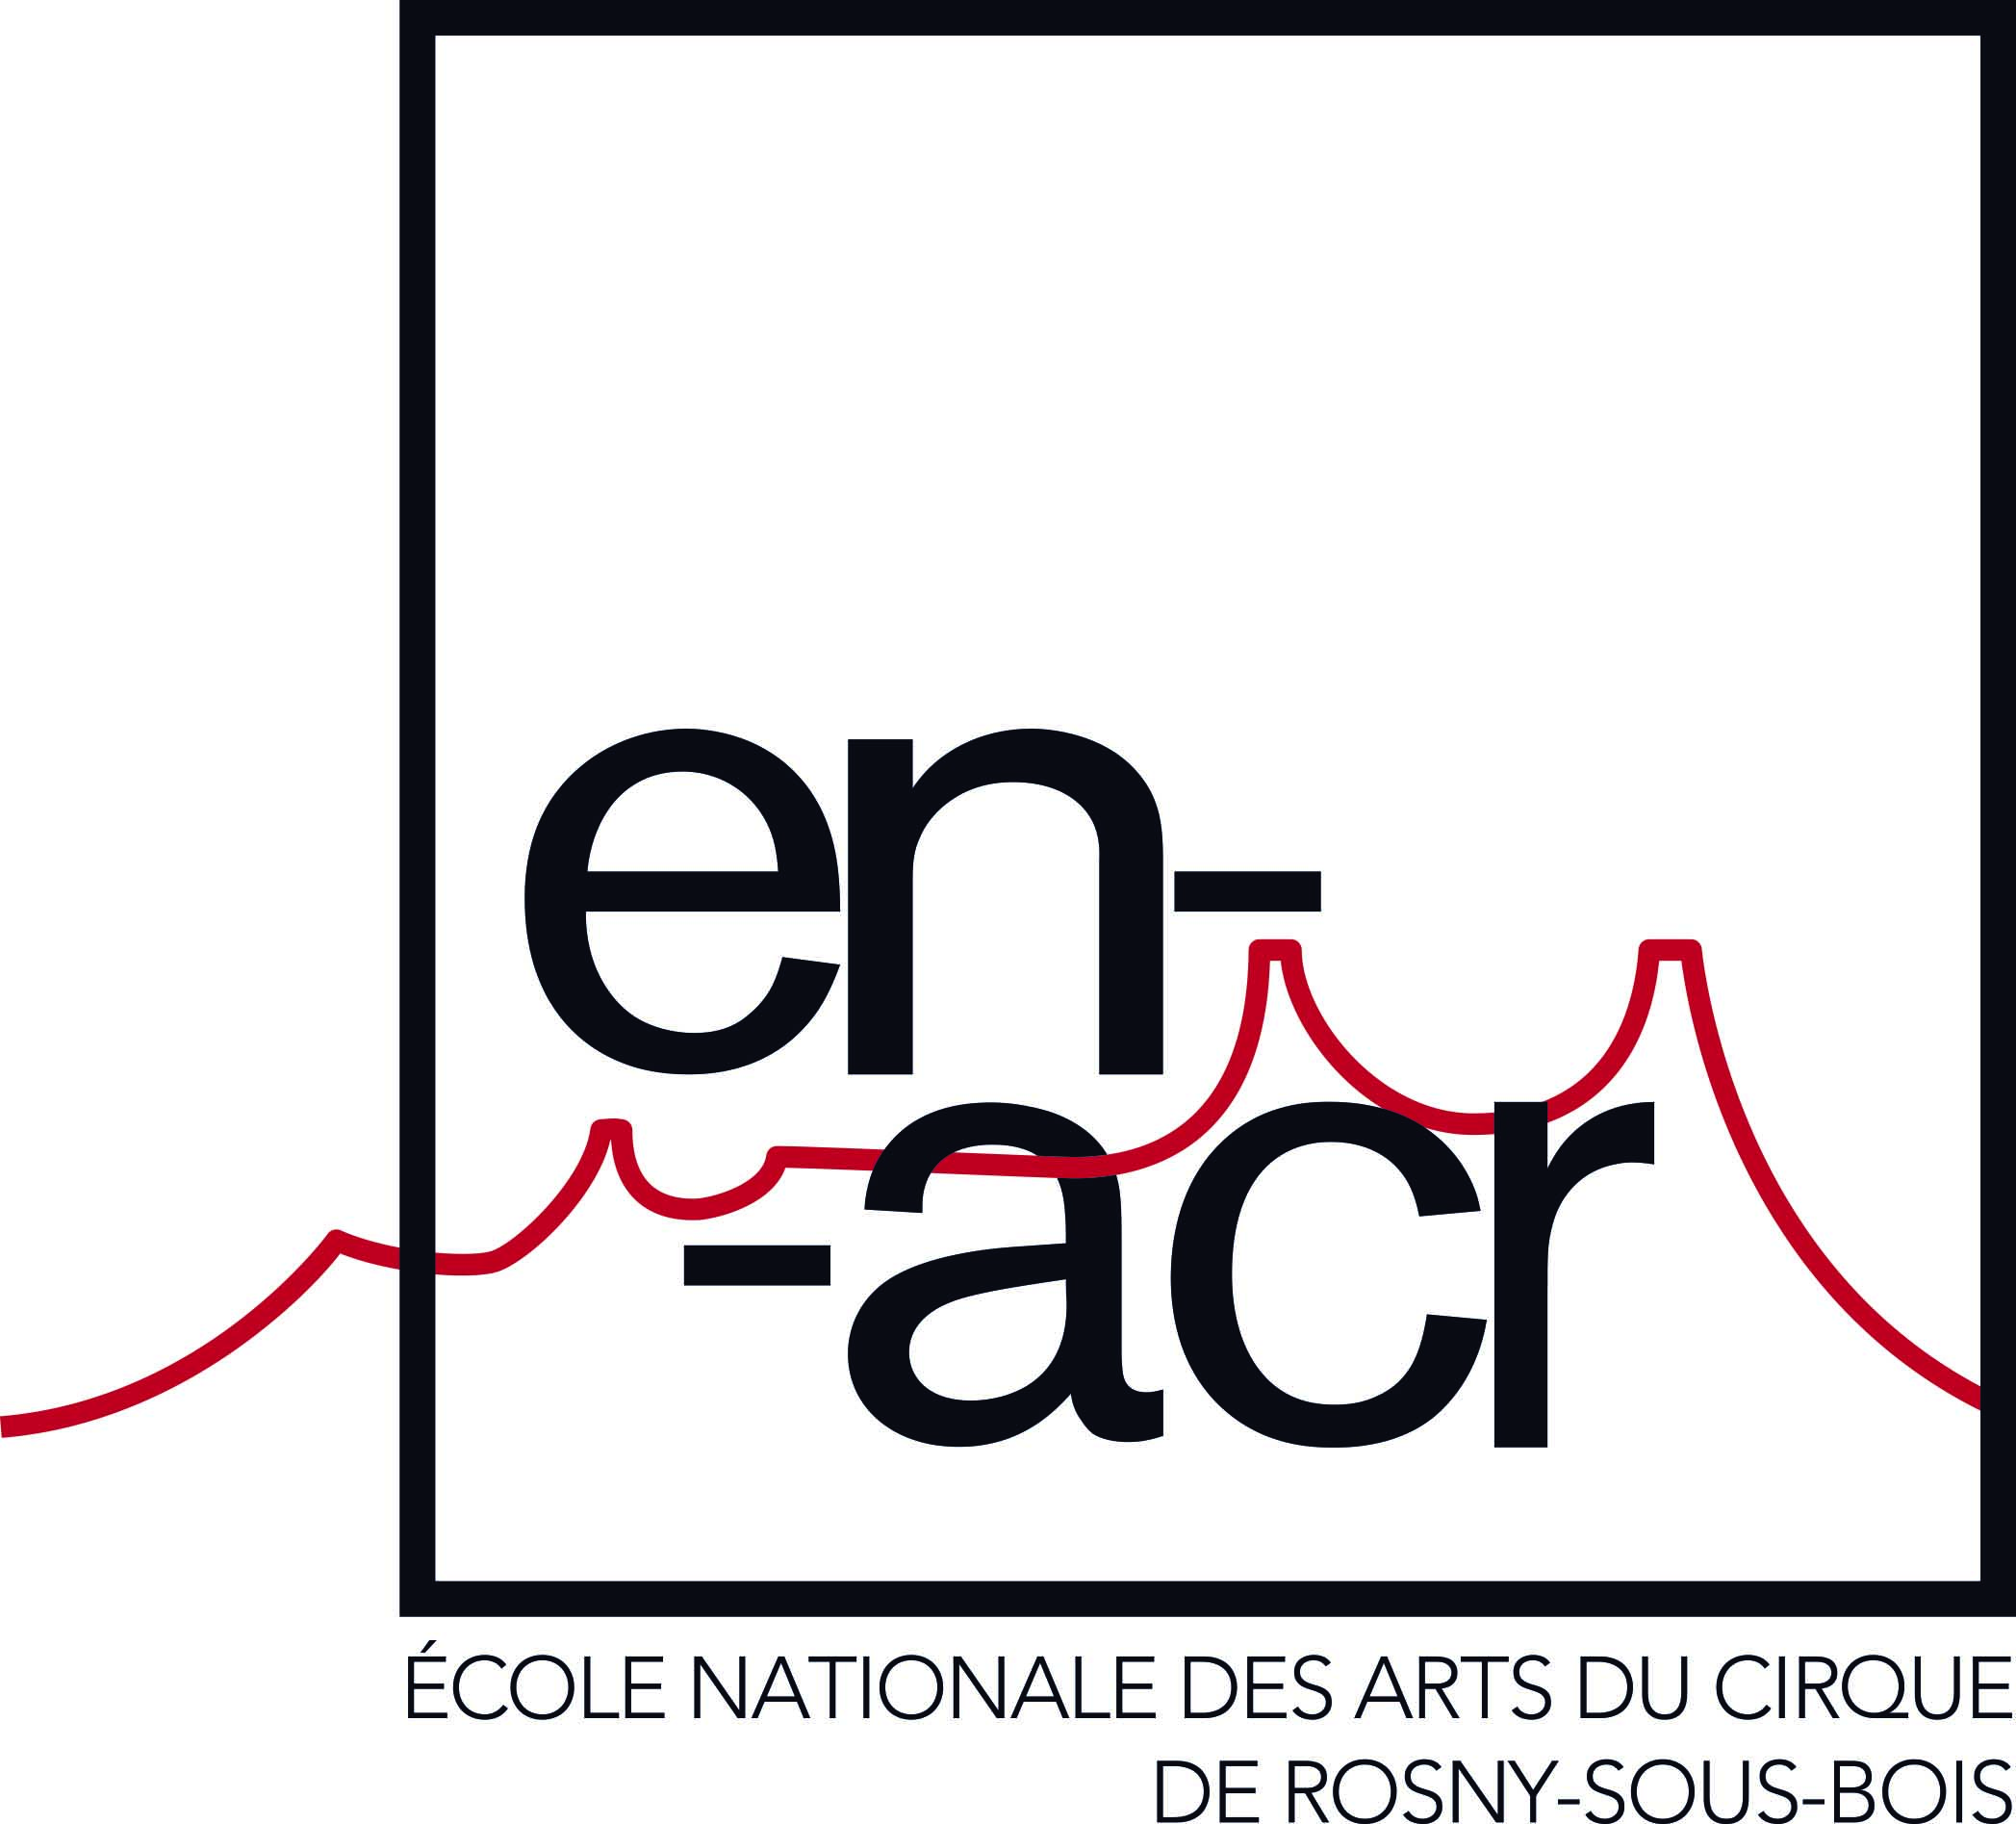 en-
-acr
ÉCOLE NATIONALE DES ARTS DU CIRQUE
DE ROSNY-SOUS-BOIS